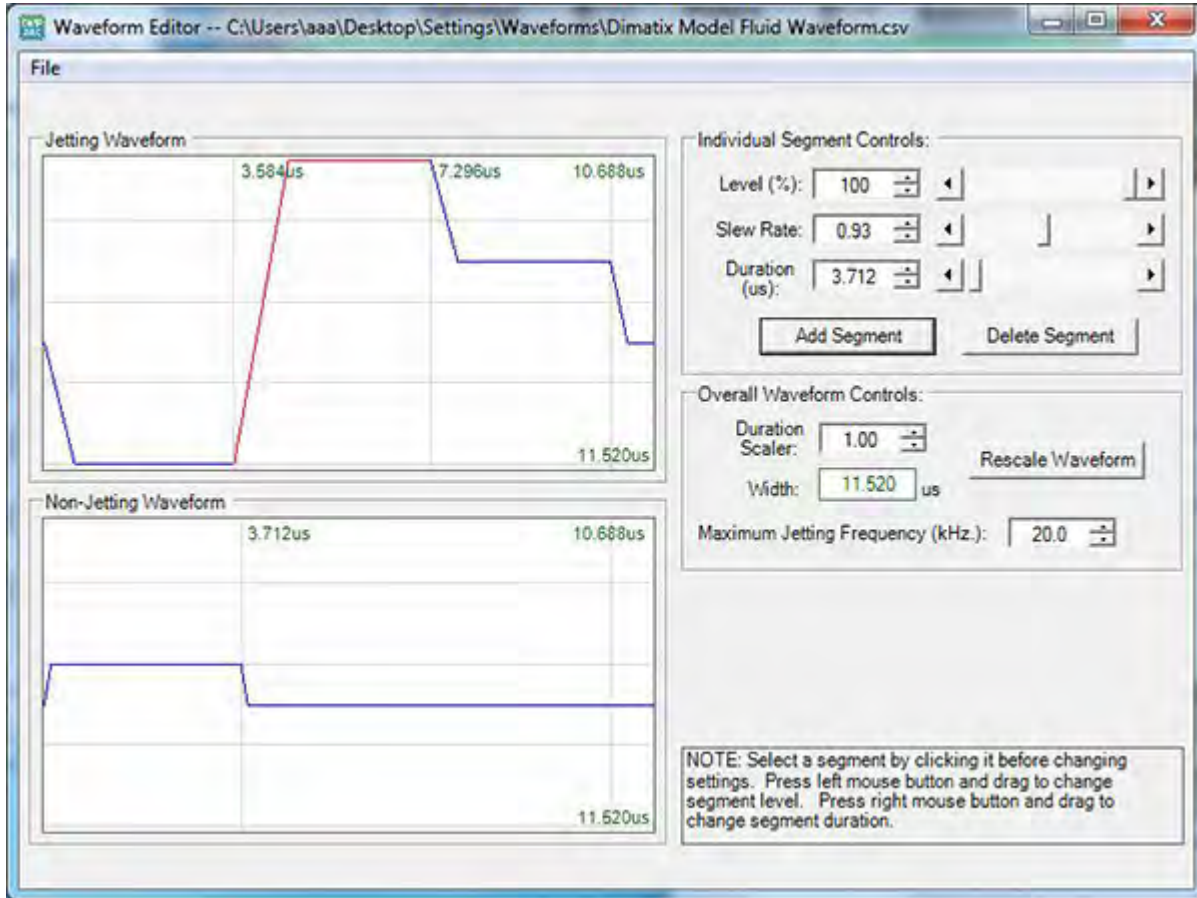 Waveform Editor -- C:\Users\aaa\Desktop\Settings\Waveforms\Dimatix Model Fluid Waveform.csv
File
Jetting Waveform
3.584us 7.296us 10.688us
11.520us
Non-Jetting Waveform
3.712us 10.688us
11.520us
Individual Segment Controls:
Level (%): 100
Slew Rate: 0.93
Duration
(us): 3.712
Add Segment Delete Segment
Overall Waveform Controls:
Duration
Scaler: 1.00
Rescale Waveform
Width: 11.520 us
Maximum Jetting Frequency (kHz.): 20.0
NOTE: Select a segment by clicking it before changing
settings. Press left mouse button and drag to change
segment level. Press right mouse button and drag to
change segment duration.